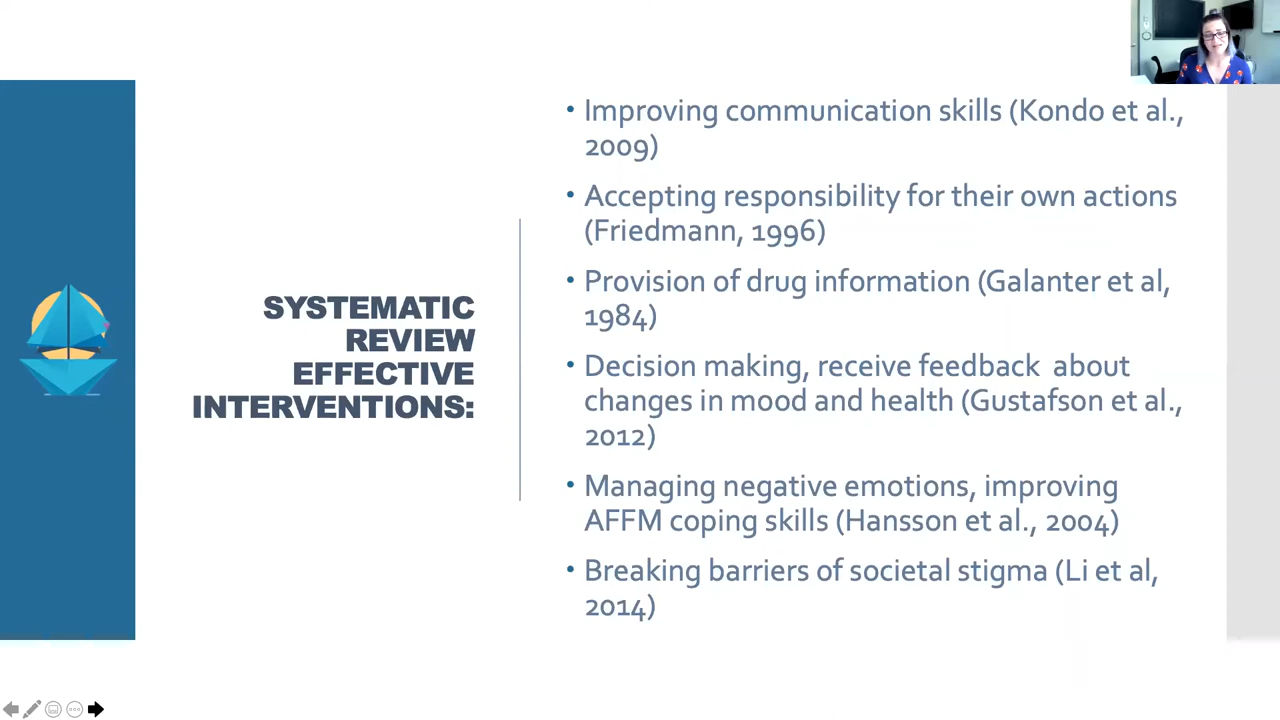 SYSTEMATIC
REVIEW
EFFECTIVE
INTERVENTIONS:
• Improving communication skills (Kondo et al.,
2009)
• Accepting responsibility for their own actions
(Friedmann, 1996)
• Provision of drug information (Galanter et al,
1984)
• Decision making, receive feedback  about
changes in mood and health (Gustafson et al.,
2012)
• Managing negative emotions, improving
AFFM coping skills (Hansson et al., 2004)
• Breaking barriers of societal stigma (Li et al,
2014)